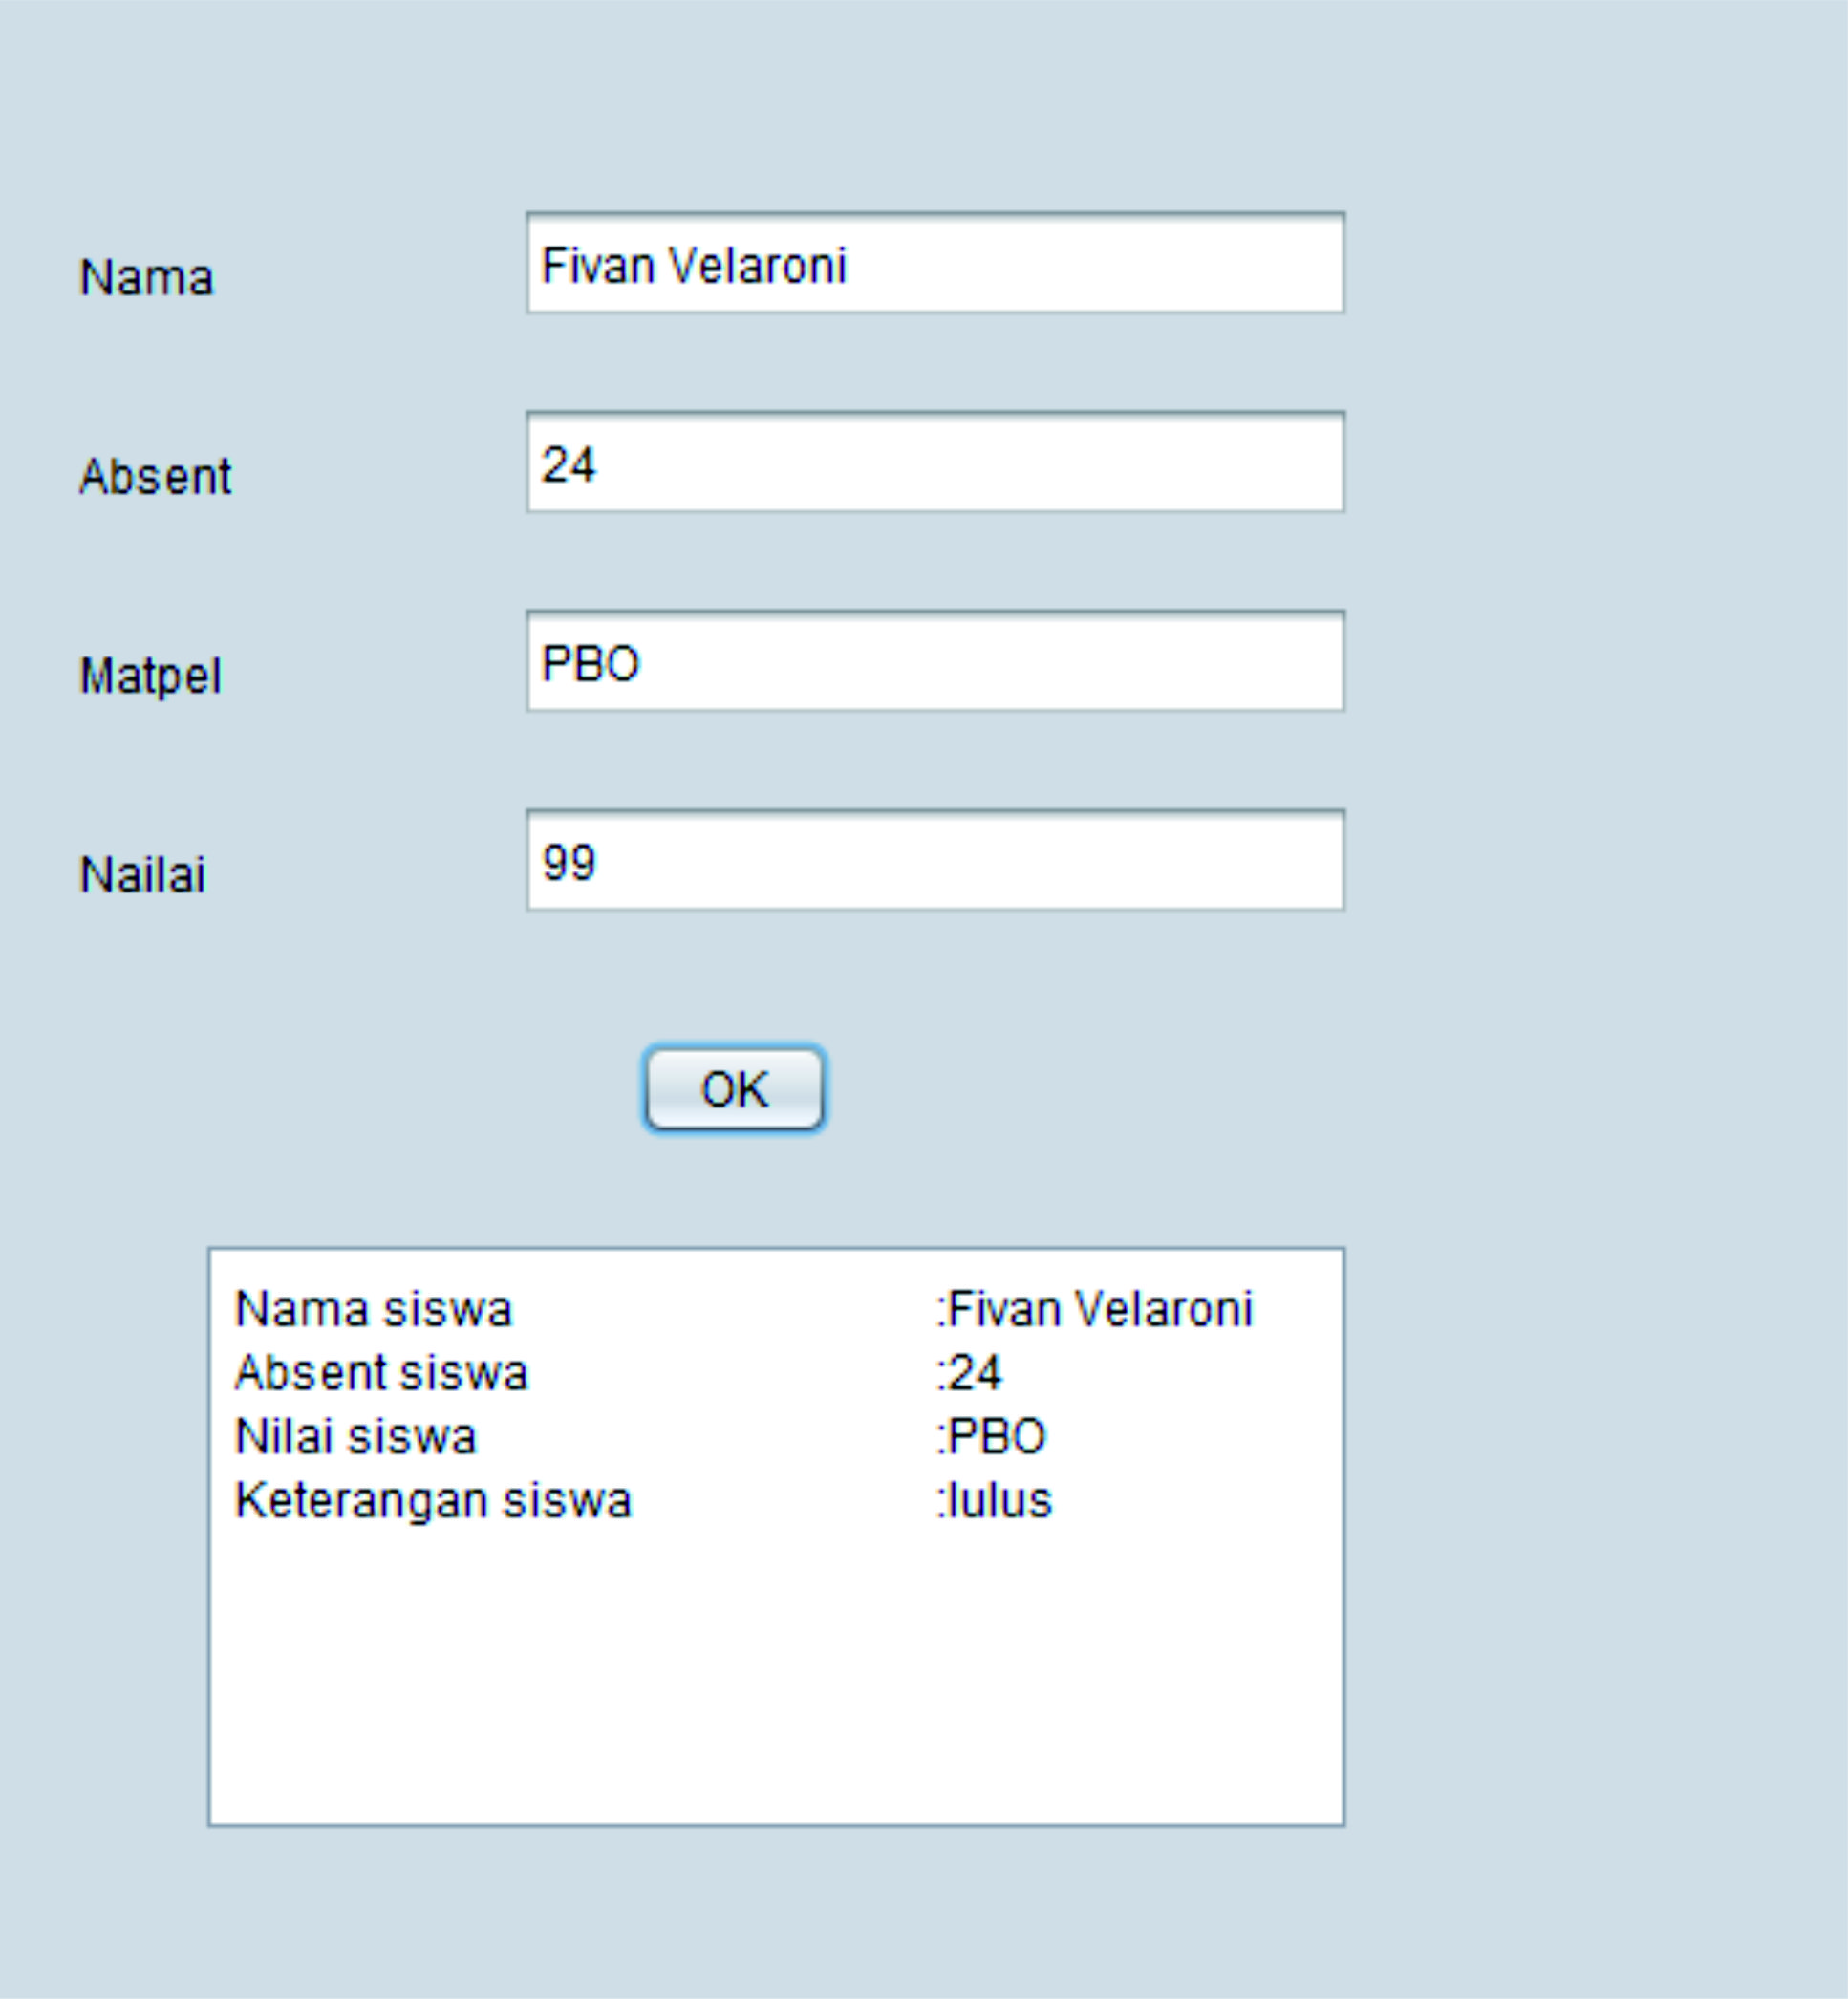 Nama Fivan Velaroni
Absent 24
Matpel PBO
Nailai 99
OK
Nama siswa :Fivan Velaroni
Absent siswa :24
Nilai siswa :PBO
Keterangan siswa :lulus